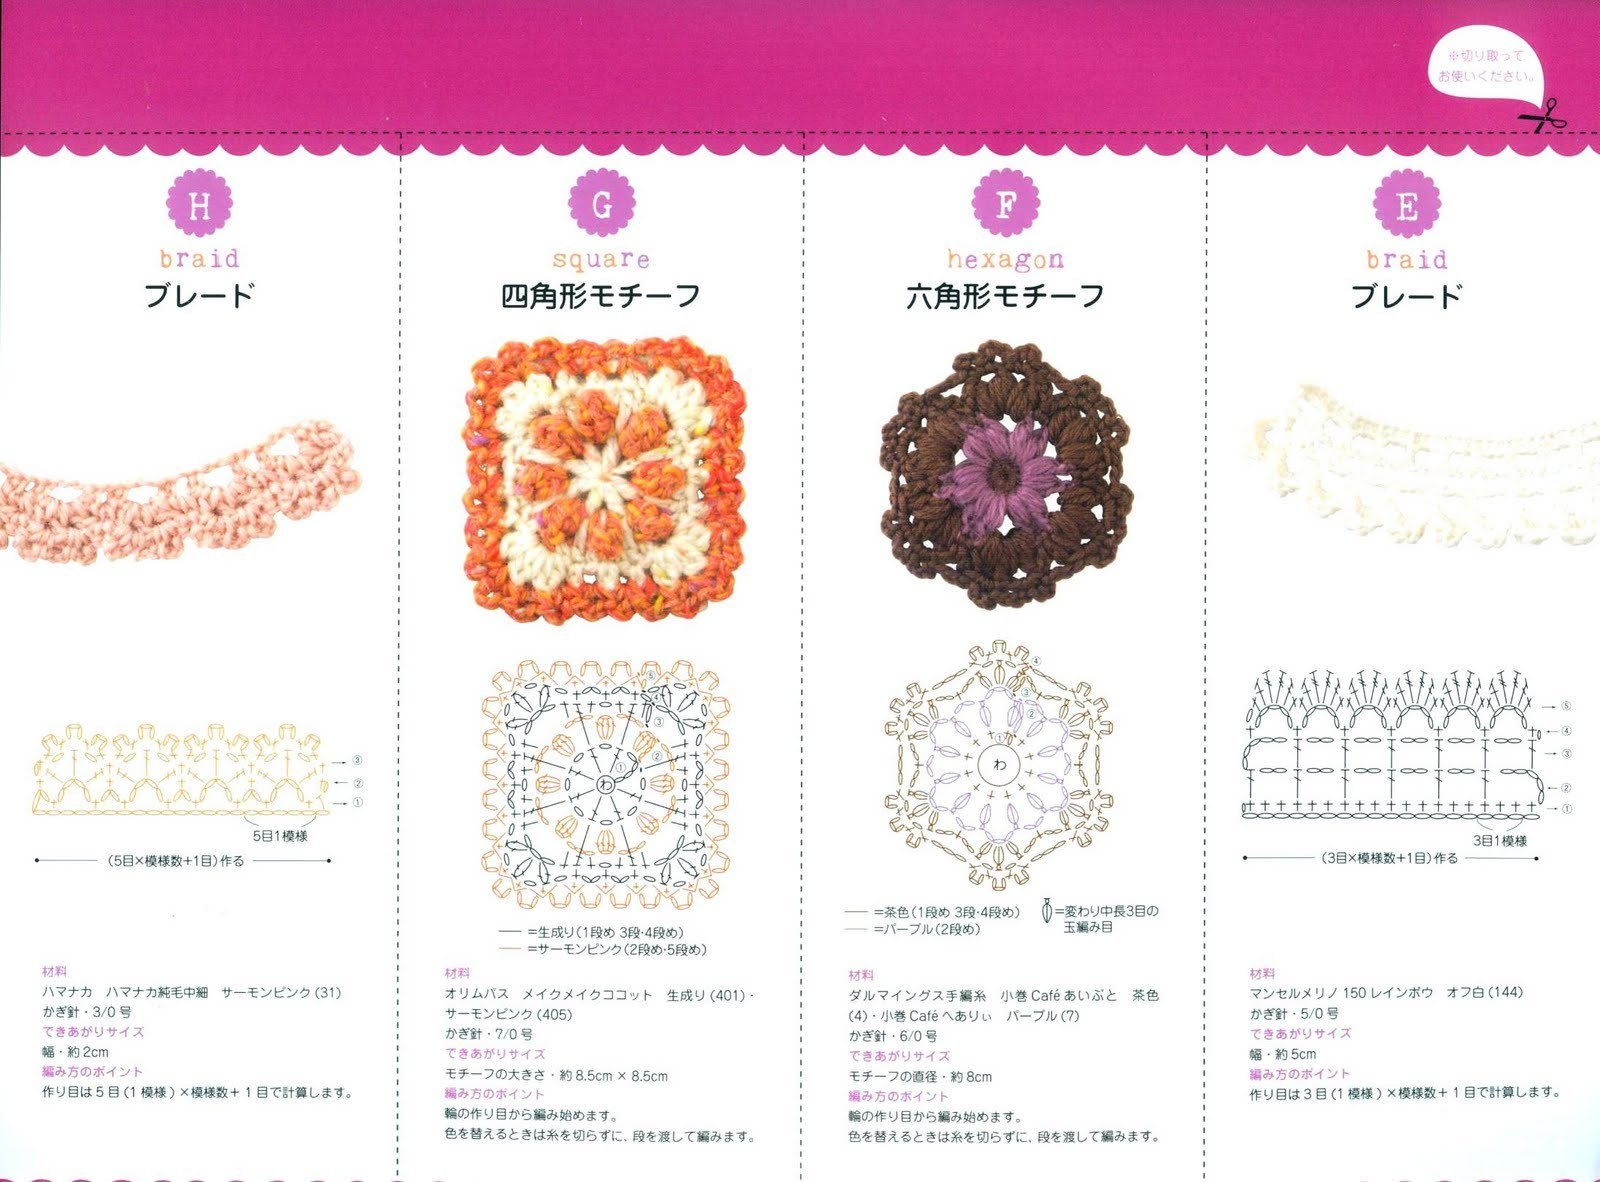 ※切り取って
お使いください。
H
braid
ブレード
③
②
①
5目1模様
(5目×模様数+1目)作る
材料
ハマナカ　ハマナカ純毛中細　サーモンピンク(31)
かぎ針・3/0号
できあがりサイズ
幅・約2cm
編み方のポイント
作り目は5目(1模様)×模様数+1目で計算します。
G
square
四角形モチーフ
⑤
④
③
②
①
わ
=生成り(1段め 3段・4段め)
=サーモンピンク(2段め・5段め)
材料
オリムパス　メイクメイクココット　生成り(401)・
サーモンピンク(405)
かぎ針・7/0号
できあがりサイズ
モチーフの大きさ・約8.5cm×8.5cm
編み方のポイント
輪の作り目から編み始めます。
色を替えるときは糸を切らずに、段を渡して編みます。
F
hexagon
六角形モチーフ
④
③
②
①
わ
=茶色(1段め 3段・4段め)
=パープル(2段め)
=変わり中長3目の
玉編み目
材料
ダルマイングス手編糸　小巻Caféあいぶと　茶色
(4)・小巻Caféへありぃ　パープル(7)
かぎ針・6/0号
できあがりサイズ
モチーフの直径・約8cm
編み方のポイント
輪の作り目から編み始めます。
色を替えるときは糸を切らずに、段を渡して編みます。
E
braid
ブレード
⑤
④
③
②
①
3目1模様
(3目×模様数+1目)作る
材料
マンセルメリノ150レインボウ　オフ白(144)
かぎ針・5/0号
できあがりサイズ
幅・約5cm
編み方のポイント
作り目は3目(1模様)×模様数+1目で計算します。